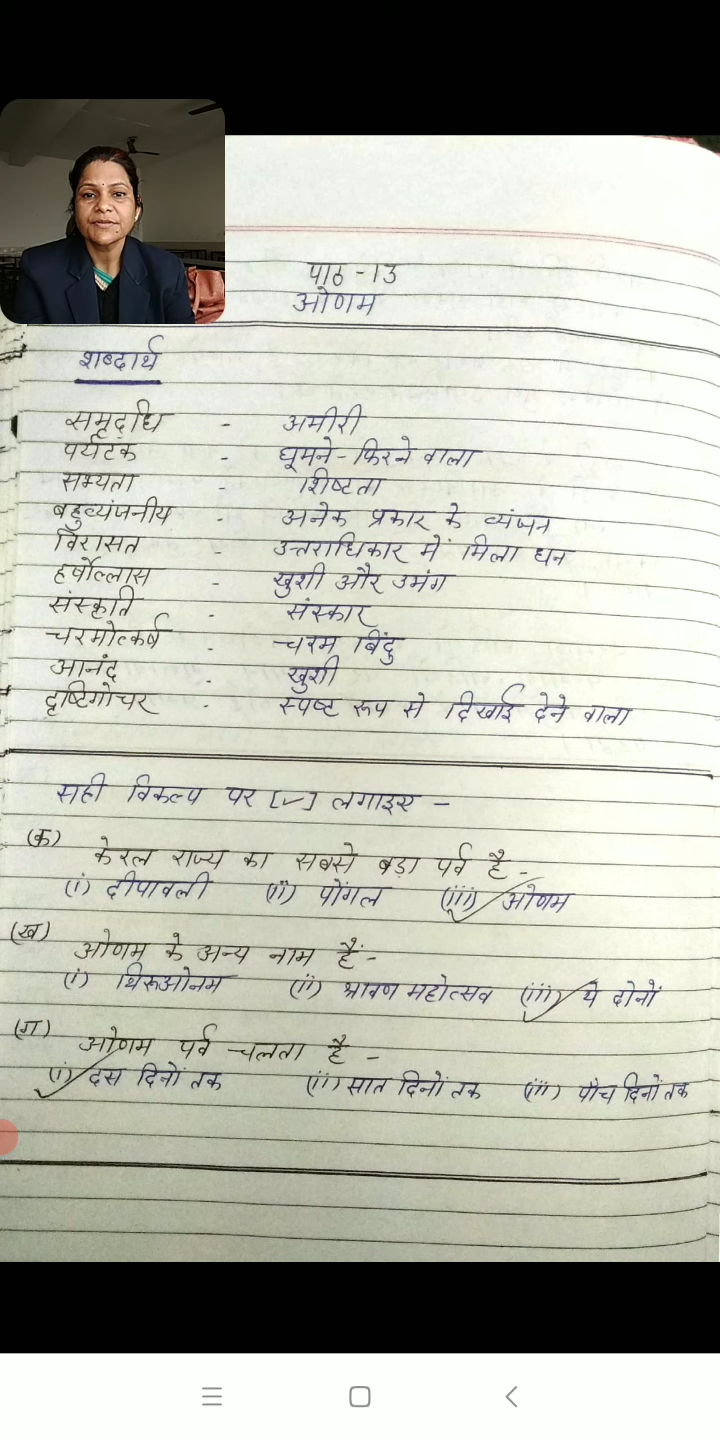 पाठ - 13
ओणम
शब्दार्थ
समृद्धि - अमीरी
पर्यटक - घूमने - फिरने वाला
सभ्यता - शिष्टता
बहुव्यंजनीय - अनेक प्रकार के व्यंजन
विरासत - उत्तराधिकार में मिला धन
हर्षोल्लास - खुशी और उमंग
संस्कृति - संस्कार
चरमोत्कर्ष - चरम बिंदु
आनंद - खुशी
दृष्टिगोचर - स्पष्ट रूप से दिखाई देने वाला
सही विकल्प पर [✓] लगाइए -
(क) केरल राज्य का सबसे बड़ा पर्व है -
(i) दीपावली (ii) पोंगल (iii) ओणम
(ख) ओणम के अन्य नाम हैं -
(i) थिरूओनम (ii) श्रावण महोत्सव (iii) ये दोनों
(ग) ओणम पर्व चलता है -
(i) दस दिनों तक (ii) सात दिनों तक (iii) पाँच दिनों तक